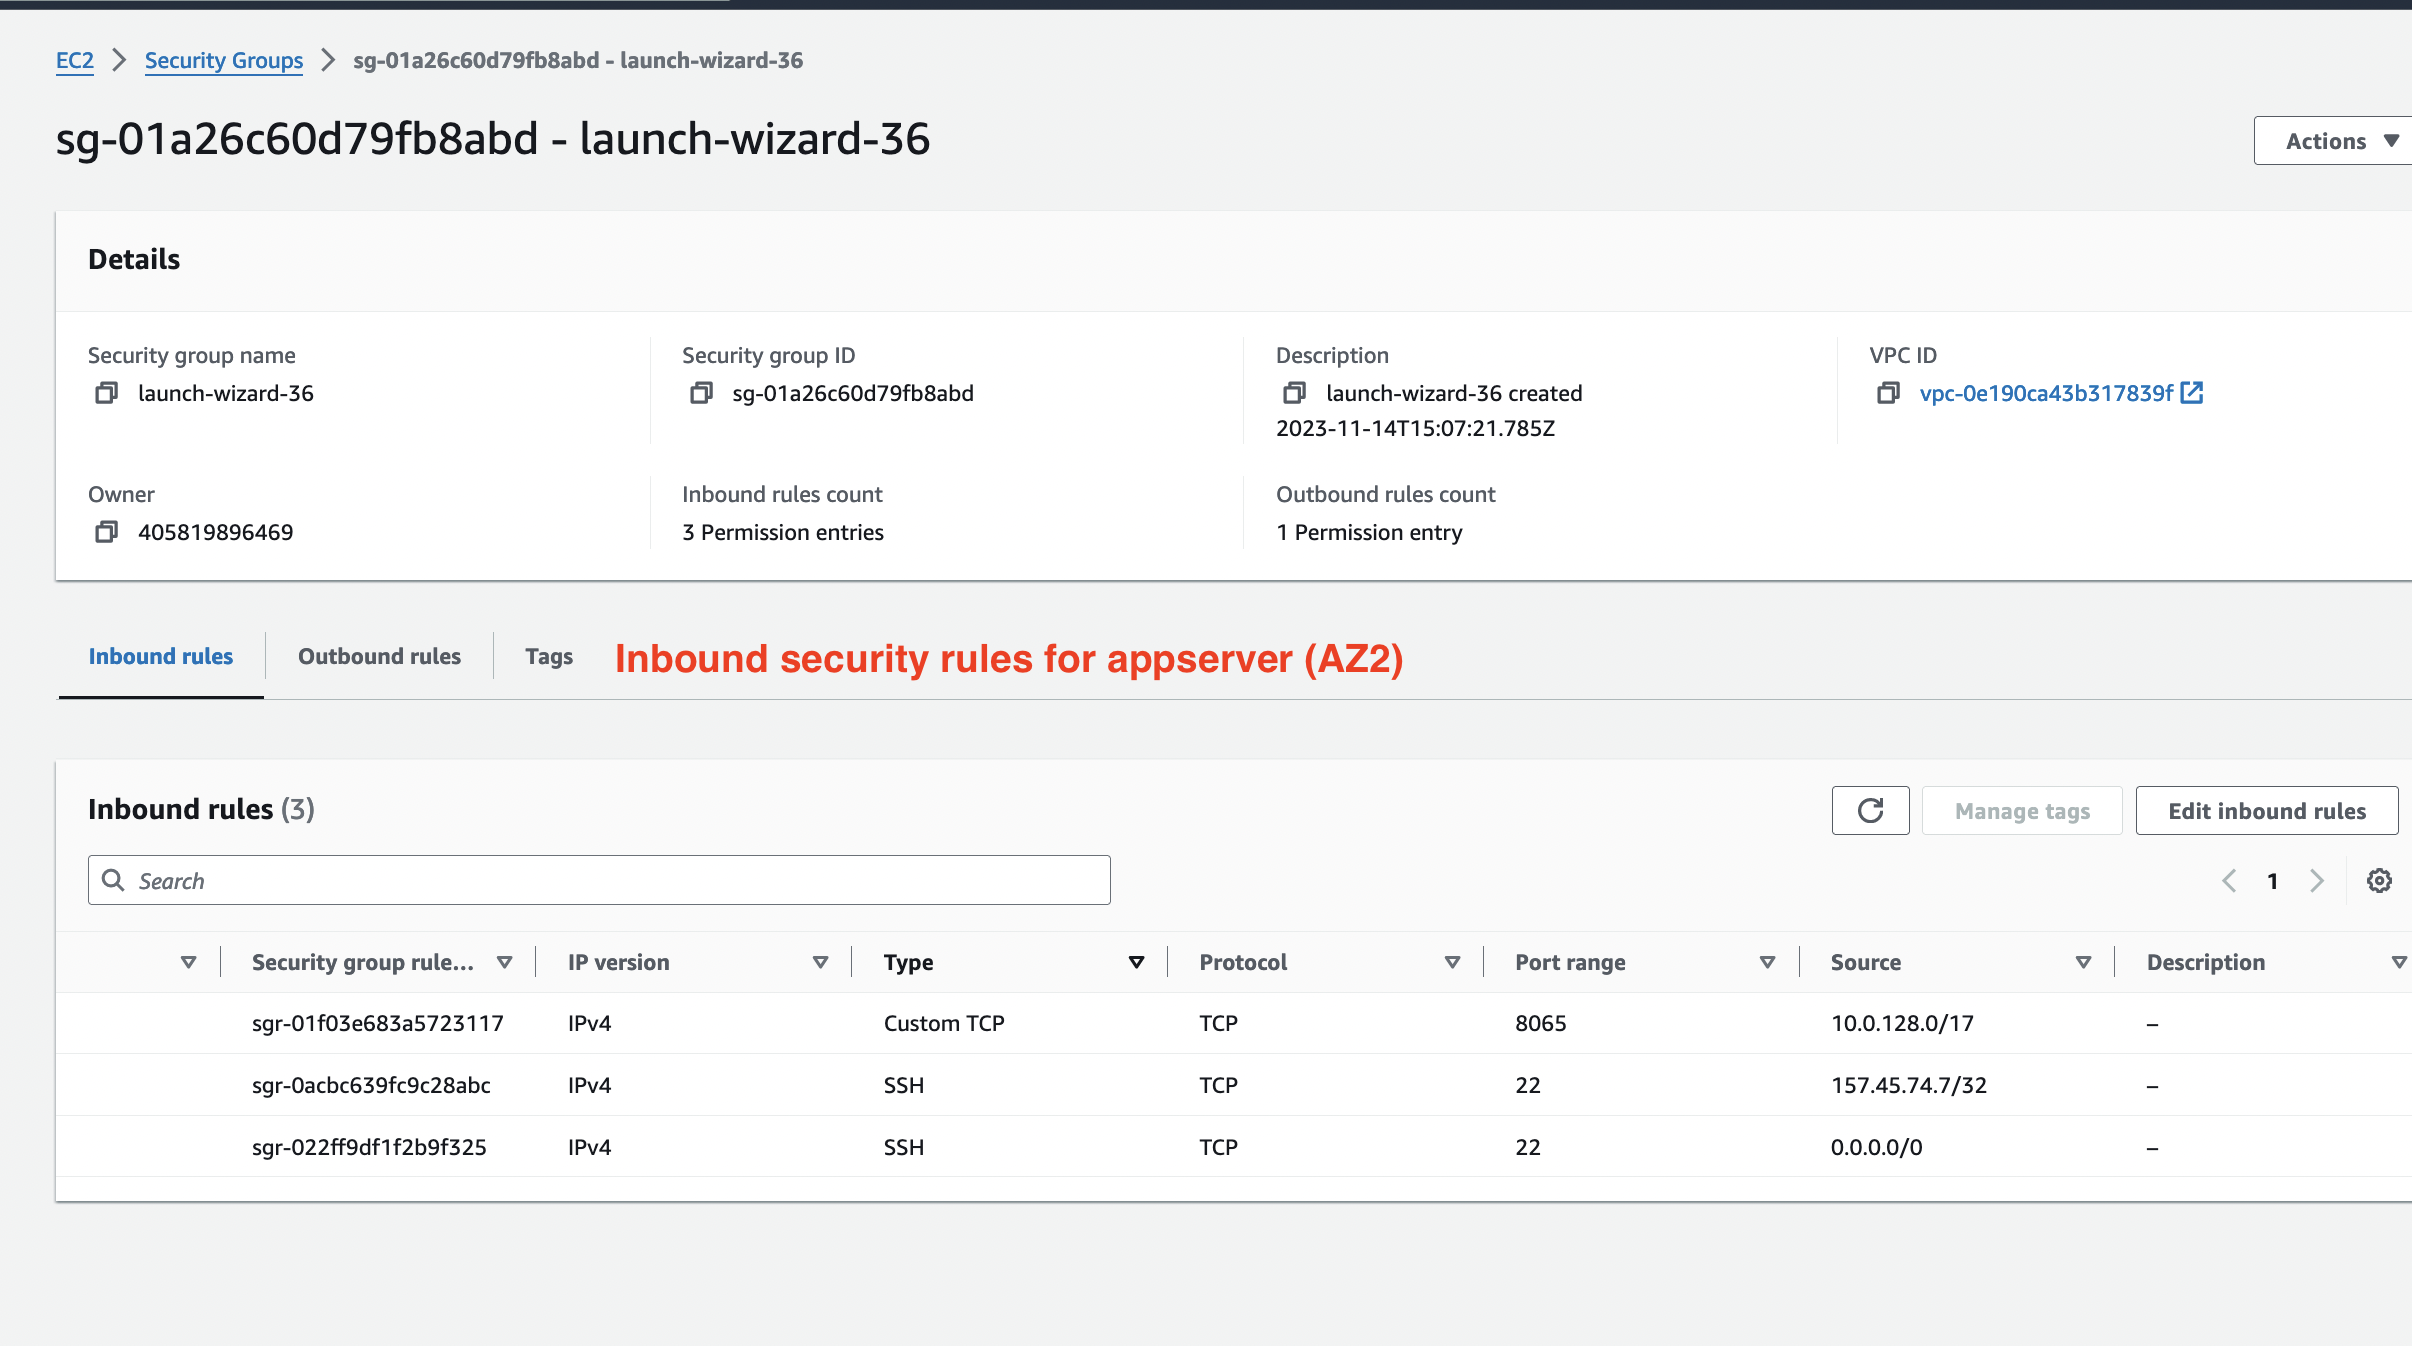 EC2 > Security Groups > sg-01a26c60d79fb8abd - launch-wizard-36
sg-01a26c60d79fb8abd - launch-wizard-36
Actions
Details
Security group name
launch-wizard-36
Security group ID
sg-01a26c60d79fb8abd
Description
launch-wizard-36 created
2023-11-14T15:07:21.785Z
VPC ID
vpc-0e190ca43b317839f
Owner
405819896469
Inbound rules count
3 Permission entries
Outbound rules count
1 Permission entry
Inbound rules Outbound rules Tags Inbound security rules for appserver (AZ2)
Inbound rules (3)
Manage tags Edit inbound rules
Search
1
Security group rule... IP version Type Protocol Port range Source Description
sgr-01f03e683a5723117 IPv4 Custom TCP TCP 8065 10.0.128.0/17 –
sgr-0acbc639fc9c28abc IPv4 SSH TCP 22 157.45.74.7/32 –
sgr-022ff9df1f2b9f325 IPv4 SSH TCP 22 0.0.0.0/0 –